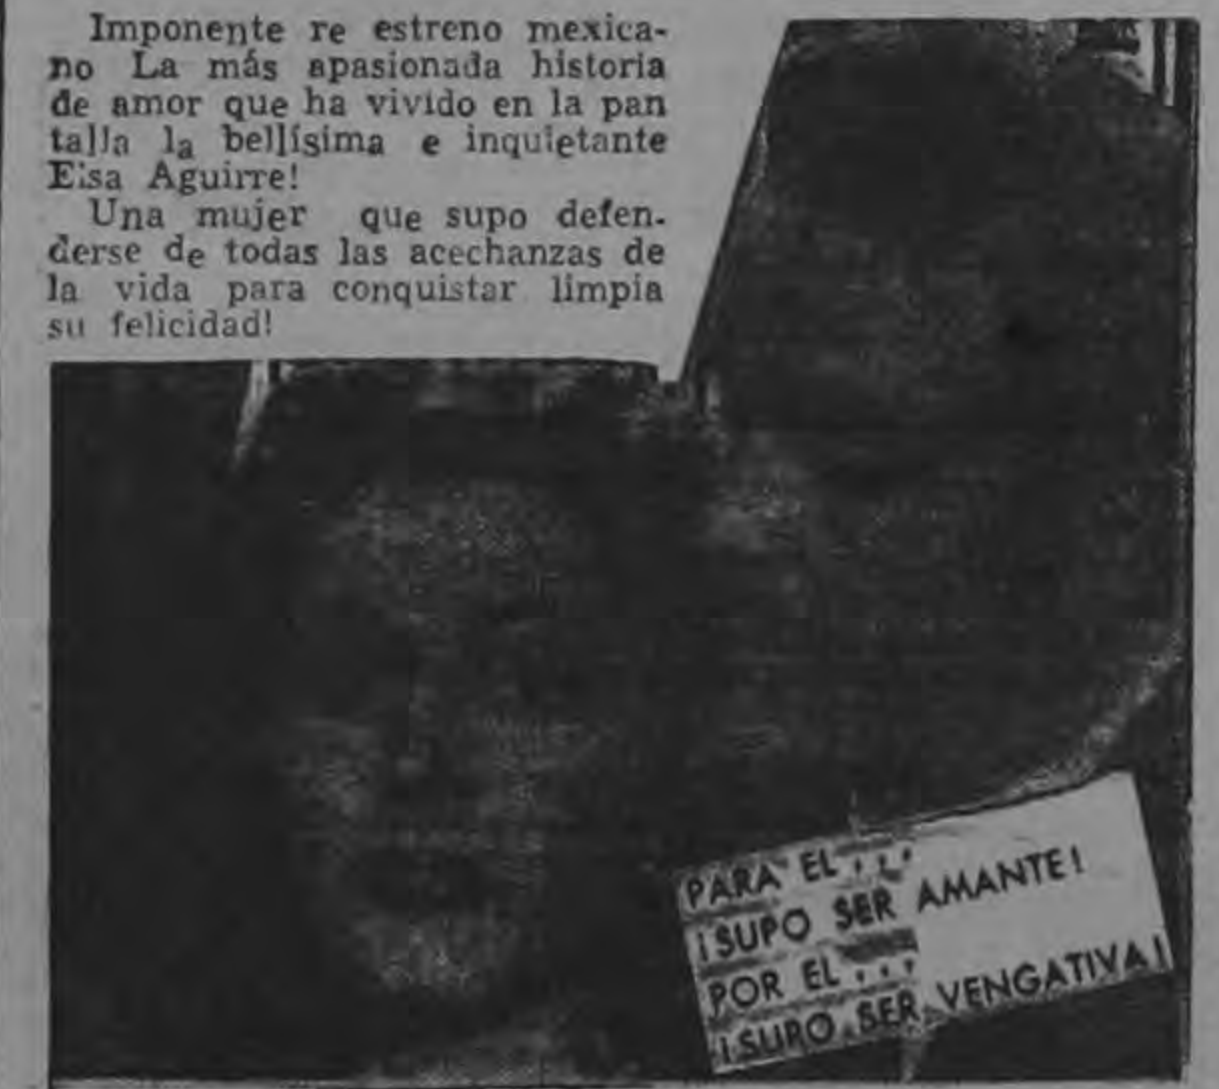 Imponente re estreno mexica-
no La más apasionada historia
de amor que ha vivido en la pan
talla la bellísima e inquietante
Elsa Aguirre!
Una mujer que supo defen-
derse de todas las acechanzas de
la vida para conquistar limpia
su felicidad!
PARA EL...
¡SUPO SER AMANTE!
POR EL...
¡SUPO SER VENGATIVA!